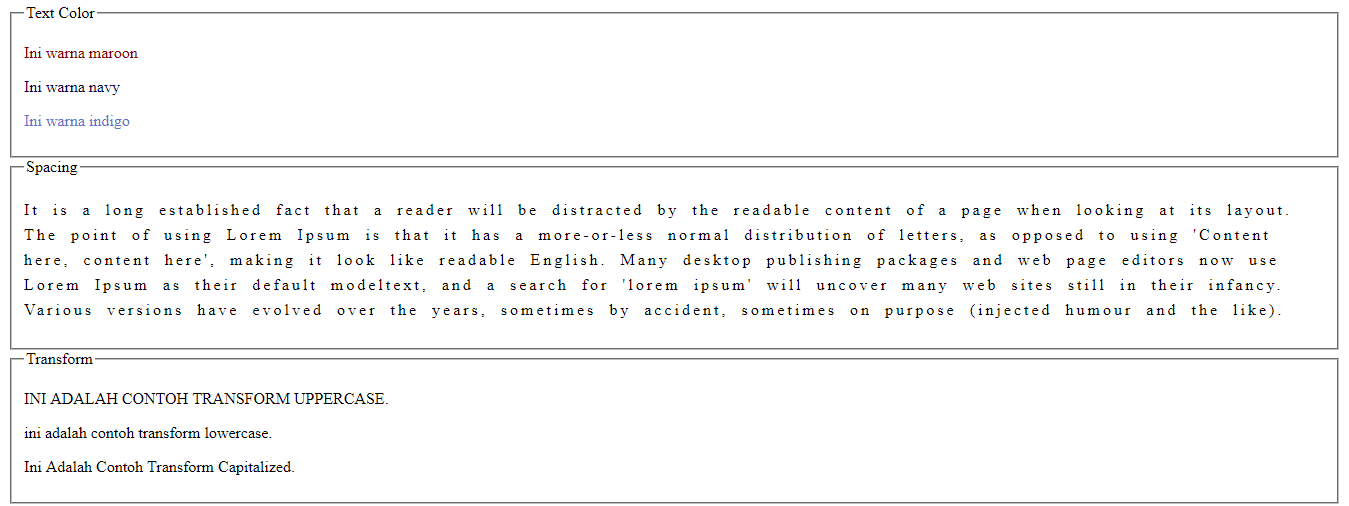 Text Color
Ini warna maroon
Ini warna navy
Ini warna indigo
Spacing
It is a long established fact that a reader will be distracted by the readable content of a page when looking at its layout.
The point of using Lorem Ipsum is that it has a more-or-less normal distribution of letters, as opposed to using 'Content
here, content here', making it look like readable English. Many desktop publishing packages and web page editors now use
Lorem Ipsum as their default modeltext, and a search for 'lorem ipsum' will uncover many web sites still in their infancy.
Various versions have evolved over the years, sometimes by accident, sometimes on purpose (injected humour and the like).
Transform
INI ADALAH CONTOH TRANSFORM UPPERCASE.
ini adalah contoh transform lowercase.
Ini Adalah Contoh Transform Capitalized.